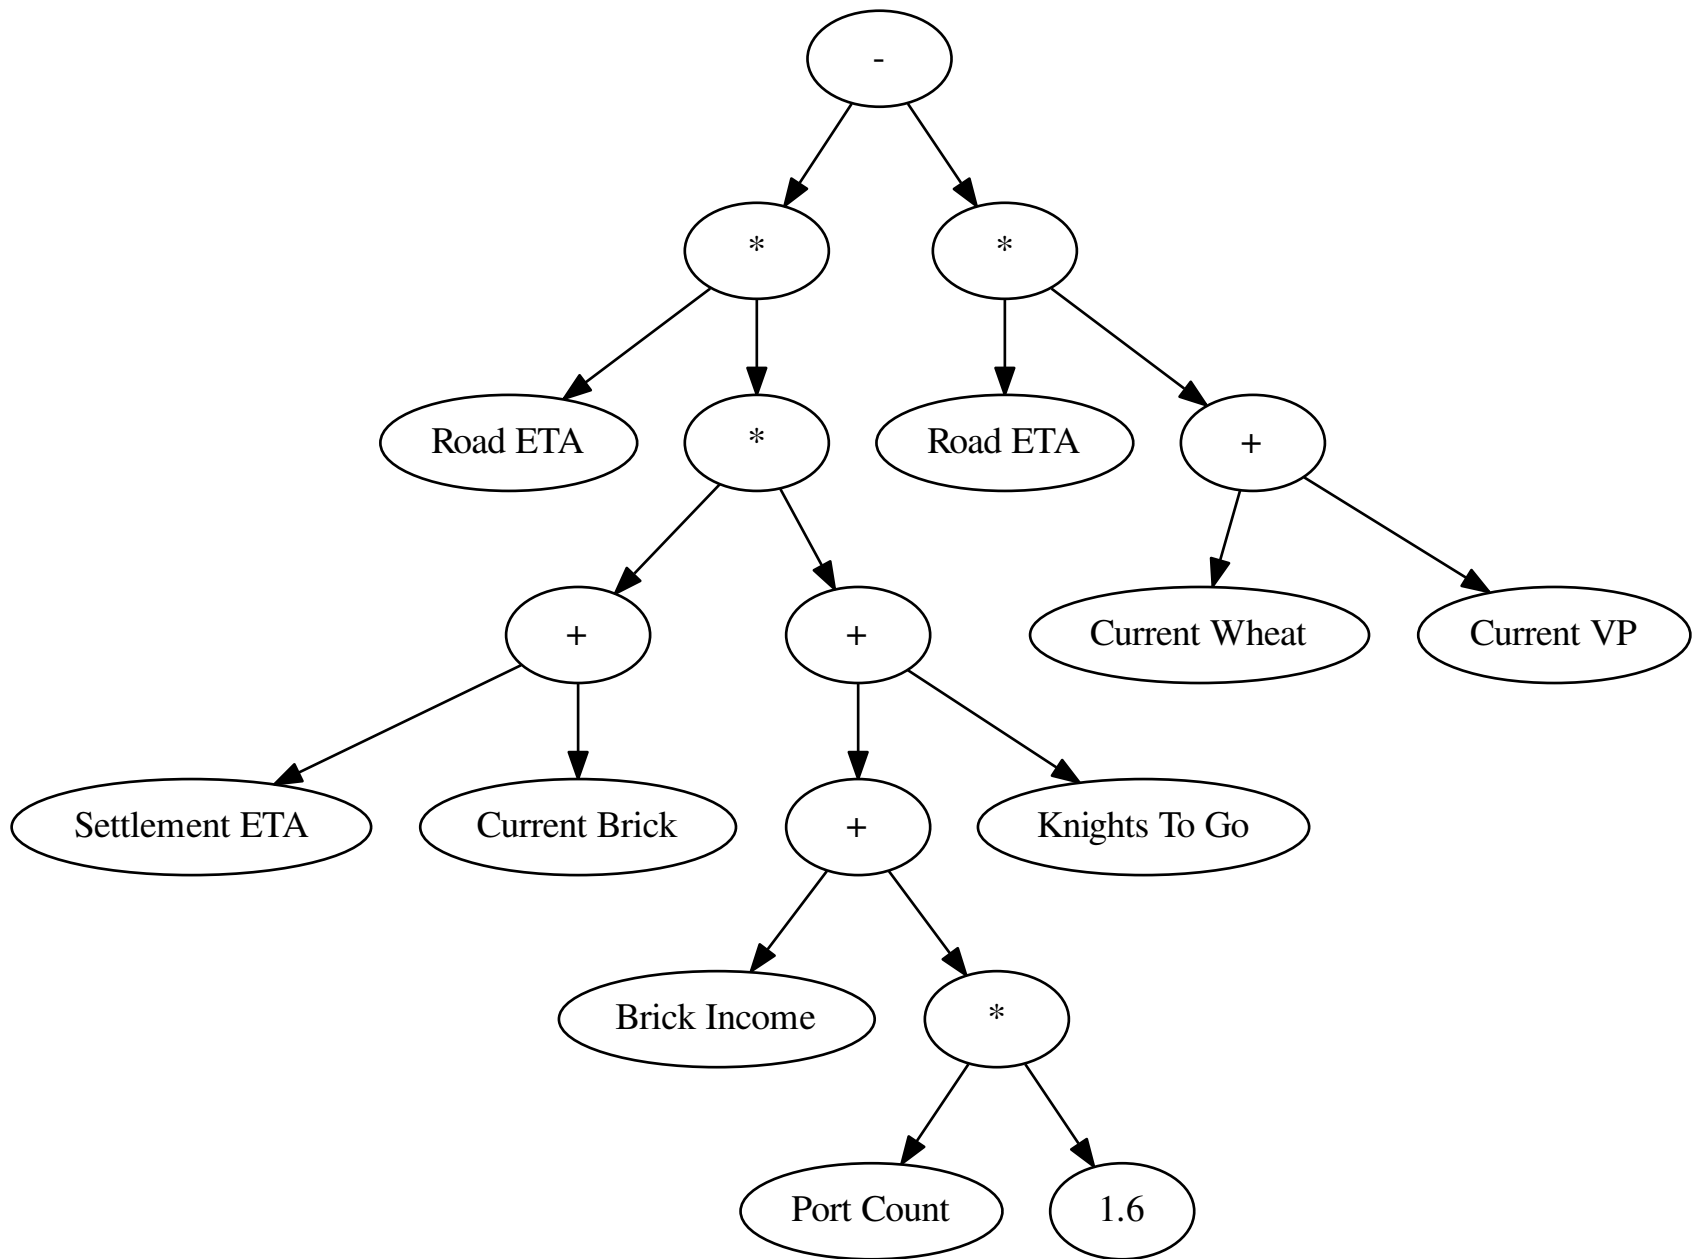 -
*
*
Road ETA
*
Road ETA
+
+
+
Current Wheat
Current VP
Settlement ETA
Current Brick
+
Knights To Go
Brick Income
*
Port Count
1.6